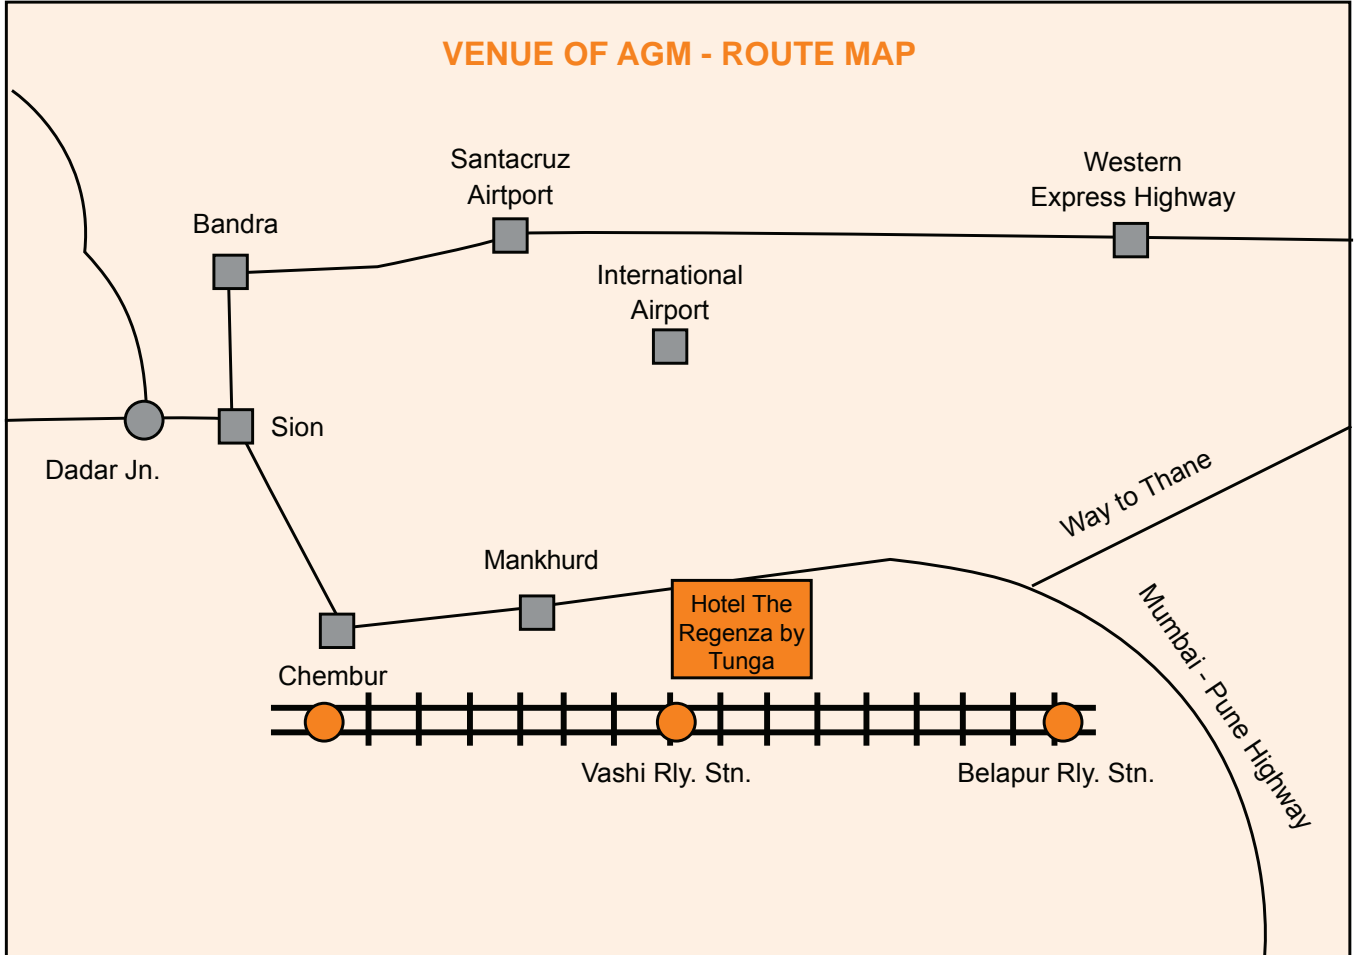 VENUE OF AGM - ROUTE MAP
Santacruz
Airtport
Western
Express Highway
Bandra
International
Airport
Sion
Dadar Jn.
Way to Thane
Mankhurd
Hotel The
Regenza by
Tunga
Mumbai - Pune Highway
Chembur
Vashi Rly. Stn.
Belapur Rly. Stn.